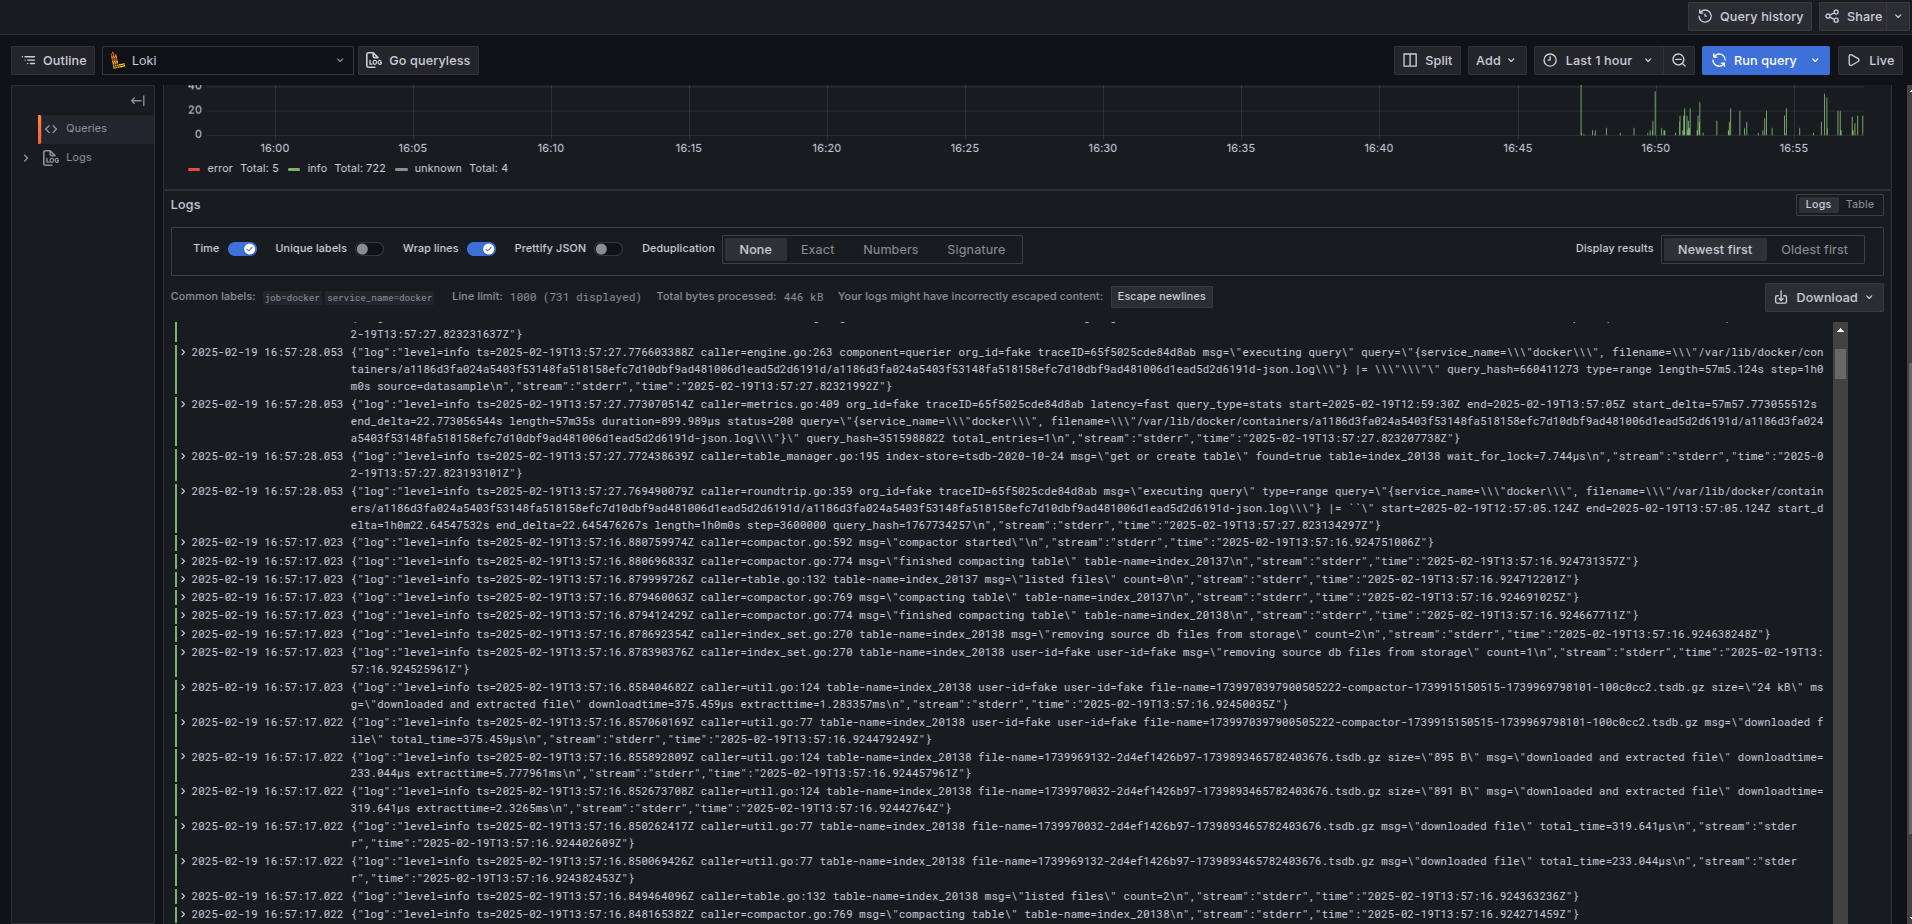 Query history
Share
Outline
Loki
Go queryless
Split
Add
Last 1 hour
Run query
Live
Queries
Logs
40
20
0
16:00 16:05 16:10 16:15 16:20 16:25 16:30 16:35 16:40 16:45 16:50 16:55
error Total: 5 info Total: 722 unknown Total: 4
Logs
Logs Table
Time Unique labels Wrap lines Prettify JSON Deduplication None Exact Numbers Signature Display results Newest first Oldest first
Common labels: job=docker service_name=docker Line limit: 1000 (731 displayed) Total bytes processed: 446 kB Your logs might have incorrectly escaped content: Escape newlines Download
2-19T13:57:27.823231637Z"}
2025-02-19 16:57:28.053 {"log":"level=info ts=2025-02-19T13:57:27.776603388Z caller=engine.go:263 component=querier org_id=fake traceID=65f5025cde84d8ab msg=\"executing query\" query=\"{service_name=\\\"docker\\\", filename=\\\"/var/lib/docker/con
tainers/a1186d3fa024a5403f53148fa518158efc7d10dbf9ad481006d1ead5d2d6191d/a1186d3fa024a5403f53148fa518158efc7d10dbf9ad481006d1ead5d2d6191d-json.log\\\"} |= \\\"\\\"\" query_hash=660411273 type=range length=57m5.124s step=1h0
m0s source=datasample\n","stream":"stderr","time":"2025-02-19T13:57:27.82321992Z"}
2025-02-19 16:57:28.053 {"log":"level=info ts=2025-02-19T13:57:27.773070514Z caller=metrics.go:409 org_id=fake traceID=65f5025cde84d8ab latency=fast query_type=stats start=2025-02-19T12:59:30Z end=2025-02-19T13:57:05Z start_delta=57m57.773055512s
end_delta=22.773056544s length=57m35s duration=899.989µs status=200 query=\"{service_name=\\\"docker\\\", filename=\\\"/var/lib/docker/containers/a1186d3fa024a5403f53148fa518158efc7d10dbf9ad481006d1ead5d2d6191d/a1186d3fa024
a5403f53148fa518158efc7d10dbf9ad481006d1ead5d2d6191d-json.log\\\"}\" query_hash=3515988822 total_entries=1\n","stream":"stderr","time":"2025-02-19T13:57:27.823207738Z"}
2025-02-19 16:57:28.053 {"log":"level=info ts=2025-02-19T13:57:27.772438639Z caller=table_manager.go:195 index-store=tsdb-2020-10-24 msg=\"get or create table\" found=true table=index_20138 wait_for_lock=7.744µs\n","stream":"stderr","time":"2025-0
2-19T13:57:27.823193101Z"}
2025-02-19 16:57:28.053 {"log":"level=info ts=2025-02-19T13:57:27.769490079Z caller=roundtrip.go:359 org_id=fake traceID=65f5025cde84d8ab msg=\"executing query\" type=range query=\"{service_name=\\\"docker\\\", filename=\\\"/var/lib/docker/contain
ers/a1186d3fa024a5403f53148fa518158efc7d10dbf9ad481006d1ead5d2d6191d/a1186d3fa024a5403f53148fa518158efc7d10dbf9ad481006d1ead5d2d6191d-json.log\\\"} |= ``\" start=2025-02-19T12:57:05.124Z end=2025-02-19T13:57:05.124Z start_d
elta=1h0m22.64547532s end_delta=22.645476267s length=1h0m0s step=3600000 query_hash=1767734257\n","stream":"stderr","time":"2025-02-19T13:57:27.823134297Z"}
2025-02-19 16:57:17.023 {"log":"level=info ts=2025-02-19T13:57:16.880759974Z caller=compactor.go:592 msg=\"compactor started\"\n","stream":"stderr","time":"2025-02-19T13:57:16.924751006Z"}
2025-02-19 16:57:17.023 {"log":"level=info ts=2025-02-19T13:57:16.880696833Z caller=compactor.go:774 msg=\"finished compacting table\" table-name=index_20137\n","stream":"stderr","time":"2025-02-19T13:57:16.924731357Z"}
2025-02-19 16:57:17.023 {"log":"level=info ts=2025-02-19T13:57:16.879999726Z caller=table.go:132 table-name=index_20137 msg=\"listed files\" count=0\n","stream":"stderr","time":"2025-02-19T13:57:16.924712201Z"}
2025-02-19 16:57:17.023 {"log":"level=info ts=2025-02-19T13:57:16.879460063Z caller=compactor.go:769 msg=\"compacting table\" table-name=index_20137\n","stream":"stderr","time":"2025-02-19T13:57:16.924691025Z"}
2025-02-19 16:57:17.023 {"log":"level=info ts=2025-02-19T13:57:16.879412429Z caller=compactor.go:774 msg=\"finished compacting table\" table-name=index_20138\n","stream":"stderr","time":"2025-02-19T13:57:16.924667711Z"}
2025-02-19 16:57:17.023 {"log":"level=info ts=2025-02-19T13:57:16.878692354Z caller=index_set.go:270 table-name=index_20138 msg=\"removing source db files from storage\" count=2\n","stream":"stderr","time":"2025-02-19T13:57:16.924638248Z"}
2025-02-19 16:57:17.023 {"log":"level=info ts=2025-02-19T13:57:16.878390376Z caller=index_set.go:270 table-name=index_20138 user-id=fake user-id=fake msg=\"removing source db files from storage\" count=1\n","stream":"stderr","time":"2025-02-19T13:
57:16.924525961Z"}
2025-02-19 16:57:17.023 {"log":"level=info ts=2025-02-19T13:57:16.858404682Z caller=util.go:124 table-name=index_20138 user-id=fake user-id=fake file-name=1739970397900505222-compactor-1739915150515-1739969798101-100c0cc2.tsdb.gz size=\"24 kB\" ms
g=\"downloaded and extracted file\" downloadtime=375.459µs extracttime=1.283357ms\n","stream":"stderr","time":"2025-02-19T13:57:16.92450035Z"}
2025-02-19 16:57:17.022 {"log":"level=info ts=2025-02-19T13:57:16.857060169Z caller=util.go:77 table-name=index_20138 user-id=fake user-id=fake file-name=1739970397900505222-compactor-1739915150515-1739969798101-100c0cc2.tsdb.gz msg=\"downloaded f
ile\" total_time=375.459µs\n","stream":"stderr","time":"2025-02-19T13:57:16.924479249Z"}
2025-02-19 16:57:17.022 {"log":"level=info ts=2025-02-19T13:57:16.855892809Z caller=util.go:124 table-name=index_20138 file-name=1739969132-2d4ef1426b97-1739893465782403676.tsdb.gz size=\"895 B\" msg=\"downloaded and extracted file\" downloadtime=
233.044µs extracttime=5.777961ms\n","stream":"stderr","time":"2025-02-19T13:57:16.924457961Z"}
2025-02-19 16:57:17.022 {"log":"level=info ts=2025-02-19T13:57:16.852673708Z caller=util.go:124 table-name=index_20138 file-name=1739970032-2d4ef1426b97-1739893465782403676.tsdb.gz size=\"891 B\" msg=\"downloaded and extracted file\" downloadtime=
319.641µs extracttime=2.3265ms\n","stream":"stderr","time":"2025-02-19T13:57:16.92442764Z"}
2025-02-19 16:57:17.022 {"log":"level=info ts=2025-02-19T13:57:16.850262417Z caller=util.go:77 table-name=index_20138 file-name=1739970032-2d4ef1426b97-1739893465782403676.tsdb.gz msg=\"downloaded file\" total_time=319.641µs\n","stream":"stder
r","time":"2025-02-19T13:57:16.924402609Z"}
2025-02-19 16:57:17.022 {"log":"level=info ts=2025-02-19T13:57:16.850069426Z caller=util.go:77 table-name=index_20138 file-name=1739969132-2d4ef1426b97-1739893465782403676.tsdb.gz msg=\"downloaded file\" total_time=233.044µs\n","stream":"stder
r","time":"2025-02-19T13:57:16.924382453Z"}
2025-02-19 16:57:17.022 {"log":"level=info ts=2025-02-19T13:57:16.849464096Z caller=table.go:132 table-name=index_20138 msg=\"listed files\" count=2\n","stream":"stderr","time":"2025-02-19T13:57:16.924363236Z"}
2025-02-19 16:57:17.022 {"log":"level=info ts=2025-02-19T13:57:16.848165382Z caller=compactor.go:769 msg=\"compacting table\" table-name=index_20138\n","stream":"stderr","time":"2025-02-19T13:57:16.924271459Z"}